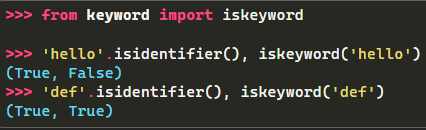 >>> from keyword import iskeyword
>>> 'hello'.isidentifier(), iskeyword('hello')
(True, False)
>>> 'def'.isidentifier(), iskeyword('def')
(True, True)